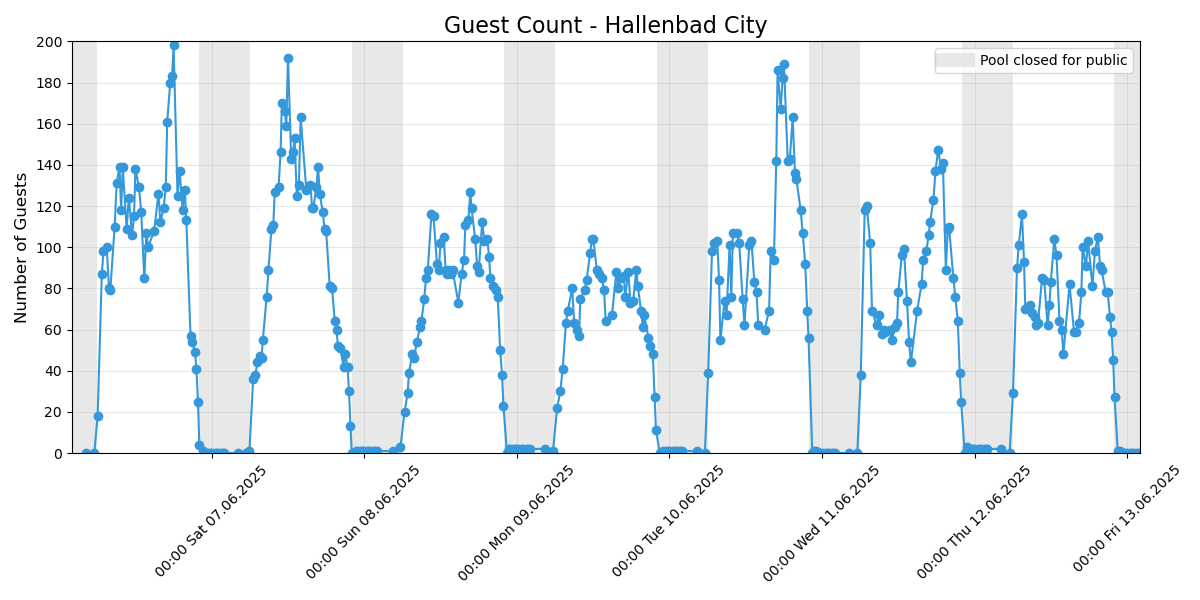 Guest Count - Hallenbad City
Number of Guests
200
180
160
140
120
100
80
60
40
20
0
Pool closed for public
00:00 Sat 07.06.2025
00:00 Sun 08.06.2025
00:00 Mon 09.06.2025
00:00 Tue 10.06.2025
00:00 Wed 11.06.2025
00:00 Thu 12.06.2025
00:00 Fri 13.06.2025